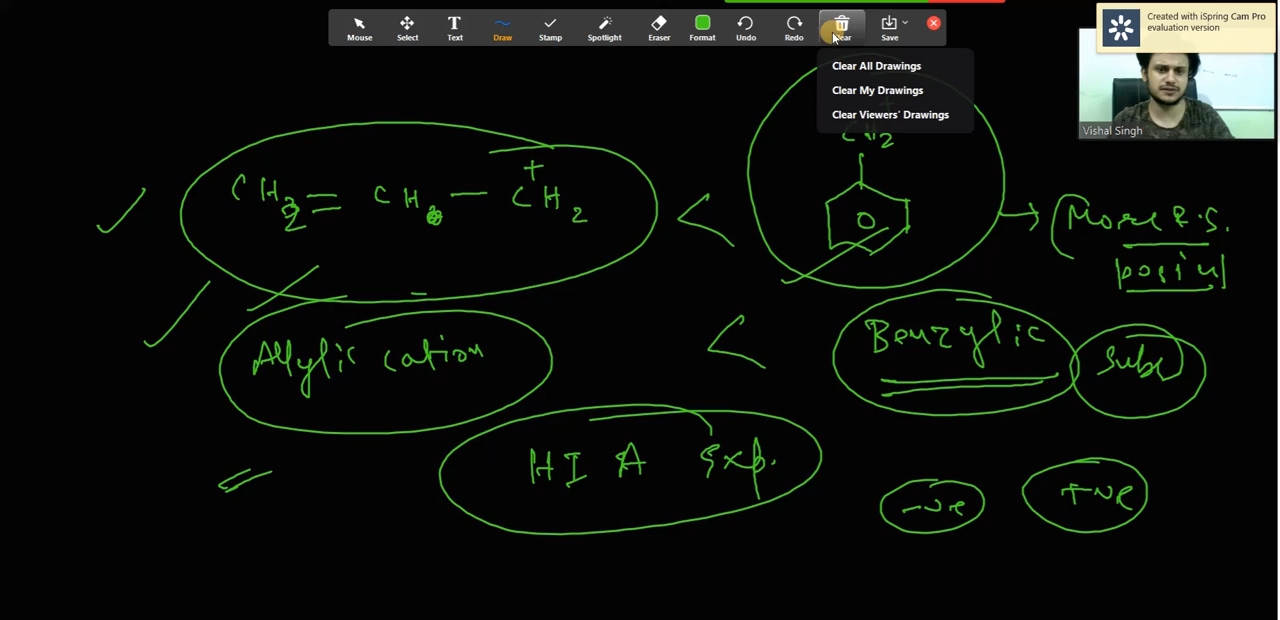 Created with iSpring Cam Pro
evaluation version
Mouse Select Text Draw Stamp Spotlight Eraser Format Undo Redo Clear Save
Clear All Drawings
Clear My Drawings
Clear Viewers' Drawings
Vishal Singh
+
CH2
CH2 = CH — CH2 <
+
More R.S.
Allylic cation < Benzylic
HI A Exp.
-ve +ve